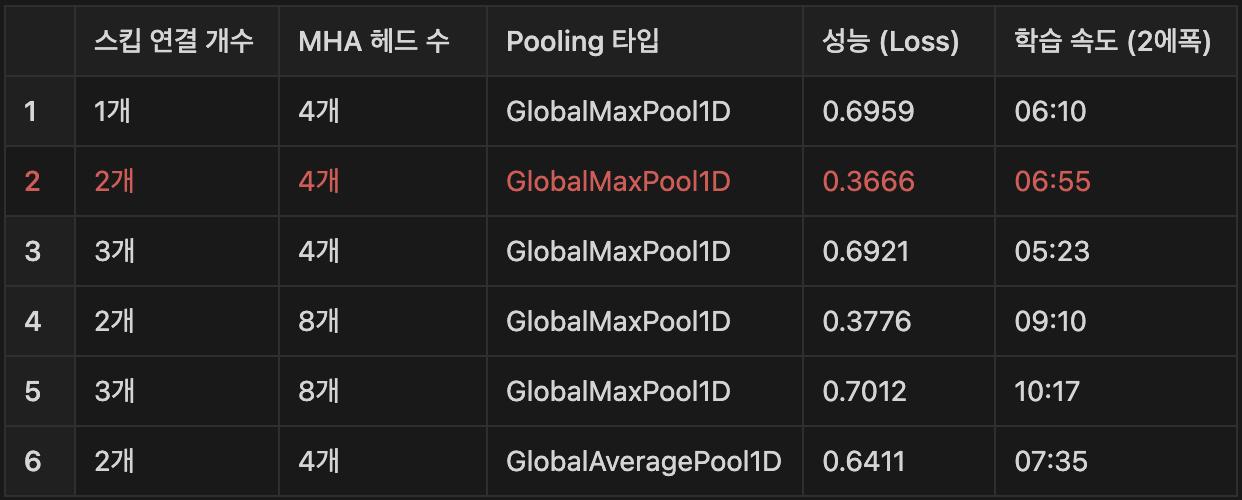 스킵 연결 개수 MHA 헤드 수 Pooling 타입 성능 (Loss) 학습 속도 (2에폭)
1 1개 4개 GlobalMaxPool1D 0.6959 06:10
2 2개 4개 GlobalMaxPool1D 0.3666 06:55
3 3개 4개 GlobalMaxPool1D 0.6921 05:23
4 2개 8개 GlobalMaxPool1D 0.3776 09:10
5 3개 8개 GlobalMaxPool1D 0.7012 10:17
6 2개 4개 GlobalAveragePool1D 0.6411 07:35